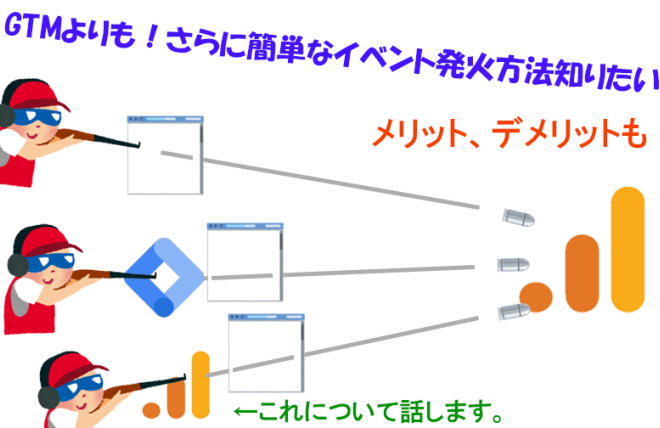 GTMよりも！さらに簡単なイベント発火方法知りたい
メリット、デメリットも
←これについて話します。